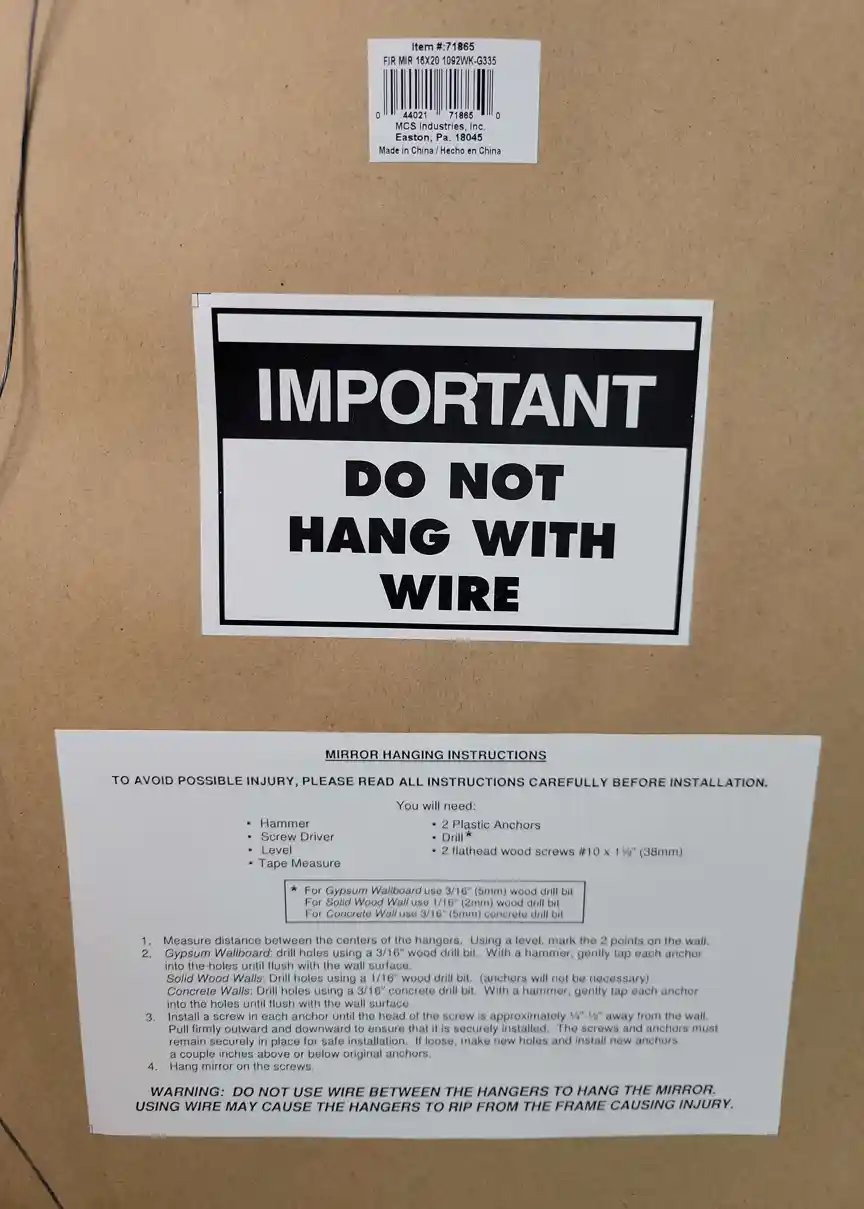 Item #:71865
FJR MIR 16X20 1092WK-G335
0 44021 71865 0
MCS Industries, Inc.
Easton, Pa. 18045
Made in China / Hecho en China
IMPORTANT
DO NOT
HANG WITH
WIRE
MIRROR HANGING INSTRUCTIONS
TO AVOID POSSIBLE INJURY, PLEASE READ ALL INSTRUCTIONS CAREFULLY BEFORE INSTALLATION.
You will need:
• Hammer
• Screw Driver
• Level
• Tape Measure
• 2 Plastic Anchors
• Drill*
• 2 flathead wood screws #10 x 1 ½" (38mm)
* For Gypsum Wallboard use 3/16" (5mm) wood drill bit
For Solid Wood Wall use 1/16" (2mm) wood drill bit
For Concrete Wall use 3/16" (5mm) concrete drill bit
1. Measure distance between the centers of the hangers. Using a level, mark the 2 points on the wall.
2. Gypsum Wallboard: drill holes using a 3/16" wood drill bit. With a hammer, gently tap each anchor
into the holes until flush with the wall surface.
Solid Wood Walls: Drill holes using a 1/16" wood drill bit. (anchors will not be necessary)
Concrete Walls: Drill holes using a 3/16" concrete drill bit. With a hammer, gently tap each anchor
into the holes until flush with the wall surface
3. Install a screw in each anchor until the head of the screw is approximately away from the wall.
Pull firmly outward and downward to ensure that it is securely installed. The screws and anchors must
remain securely in place for safe installation. If loose, make new holes and install new anchors
a couple inches above or below original anchors.
4. Hang mirror on the screws.
WARNING: DO NOT USE WIRE BETWEEN THE HANGERS TO HANG THE MIRROR.
USING WIRE MAY CAUSE THE HANGERS TO RIP FROM THE FRAME CAUSING INJURY.